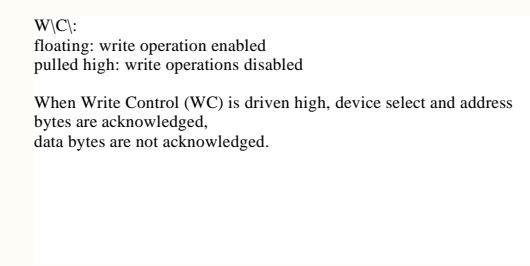 W\C\:
floating: write operation enabled
pulled high: write operations disabled
When Write Control (WC) is driven high, device select and address
bytes are acknowledged,
data bytes are not acknowledged.